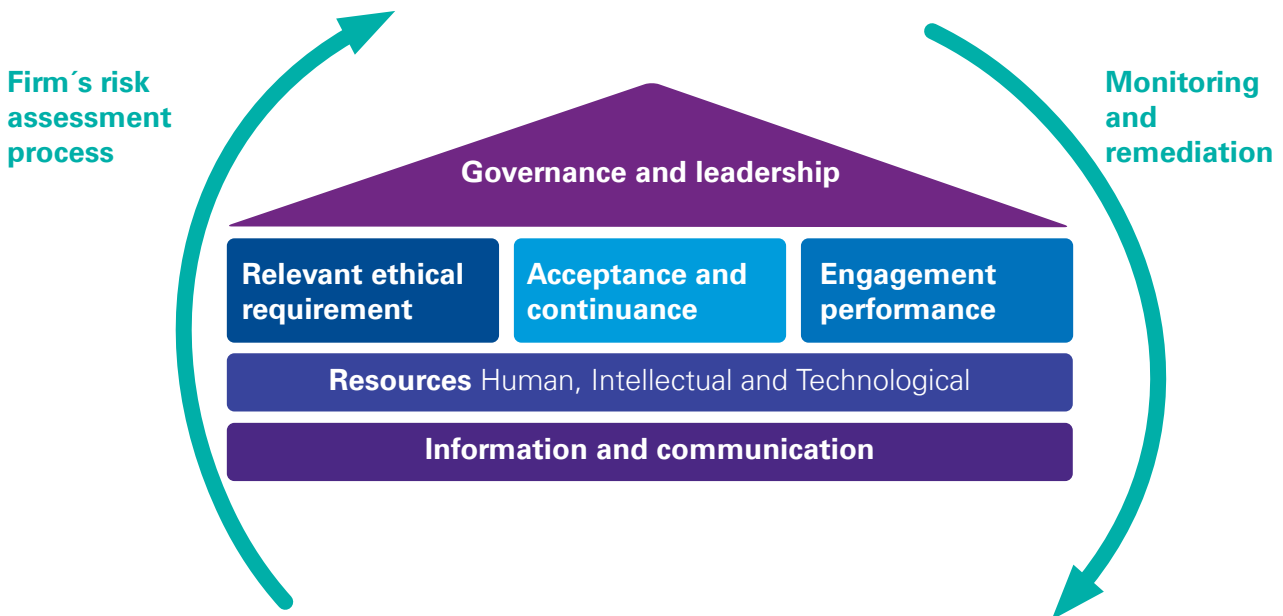 Firm´s risk
assessment
process
Monitoring
and
remediation
Governance and leadership
Relevant ethical
requirement
Acceptance and
continuance
Engagement
performance
Resources Human, Intellectual and Technological
Information and communication